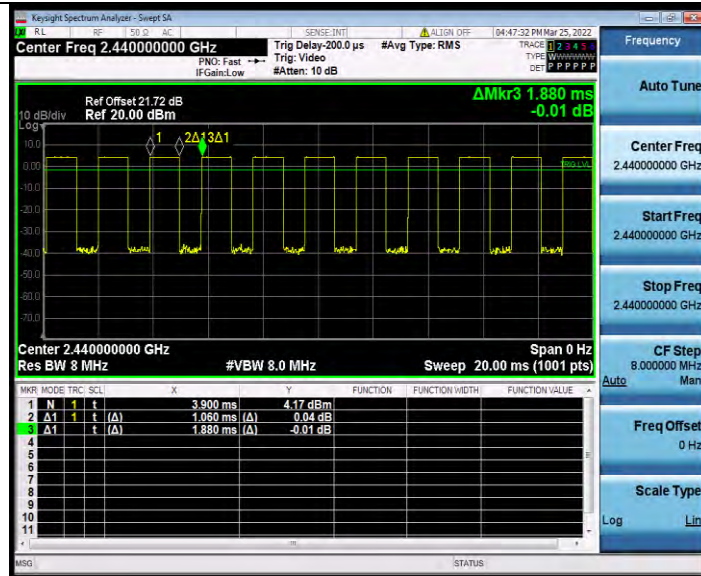 Keysight Spectrum Analyzer - Swept SA
RL RF 50 Ω AC SENSE:INT ALIGN OFF 04:47:32 PM Mar 25, 2022
Center Freq 2.440000000 GHz
PNO: Fast
IFGain:Low
Trig Delay-200.0 µs
Trig: Video
#Atten: 10 dB
#Avg Type: RMS
TRACE 1 2 3 4 5 6
TYPE WWWWWW
DET P P P P P P
ΔMkr3 1.880 ms
-0.01 dB
Ref Offset 21.72 dB
10 dB/div Ref 20.00 dBm
Log
1 2Δ1 3Δ1
TRIG LVL
10.0
0.00
-10.0
-20.0
-30.0
-40.0
-50.0
-60.0
-70.0
Center 2.440000000 GHz Span 0 Hz
Res BW 8 MHz #VBW 8.0 MHz Sweep 20.00 ms (1001 pts)
MKR MODE TRC SCL X Y FUNCTION FUNCTION WIDTH FUNCTION VALUE
1 N 1 t 3.900 ms 4.17 dBm
2 Δ1 1 t (Δ) 1.060 ms (Δ) 0.04 dB
3 Δ1 t (Δ) 1.880 ms (Δ) -0.01 dB
4
5
6
7
8
9
10
11
MSG STATUS
Frequency
Auto Tune
Center Freq
2.440000000 GHz
Start Freq
2.440000000 GHz
Stop Freq
2.440000000 GHz
CF Step
8.000000 MHz
Auto Man
Freq Offset
0 Hz
Scale Type
Log Lin